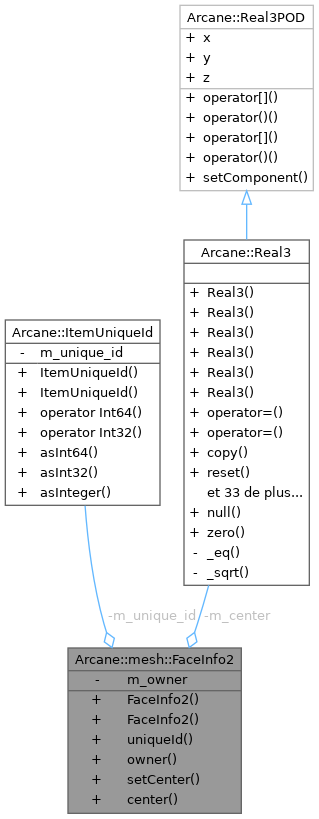 Arcane::Real3POD
+ x
+ y
+ z
+ operator[]()
+ operator()()
+ operator[]()
+ operator()()
+ setComponent()
Arcane::Real3
+ Real3()
+ Real3()
+ Real3()
+ Real3()
+ Real3()
+ Real3()
+ operator=()
+ operator=()
+ copy()
+ reset()
et 33 de plus...
+ null()
+ zero()
- _eq()
- _sqrt()
Arcane::ItemUniqueId
- m_unique_id
+ ItemUniqueId()
+ ItemUniqueId()
+ operator Int64()
+ operator Int32()
+ asInt64()
+ asInt32()
+ asInteger()
-m_unique_id
-m_center
Arcane::mesh::FaceInfo2
- m_owner
+ FaceInfo2()
+ FaceInfo2()
+ uniqueId()
+ owner()
+ setCenter()
+ center()